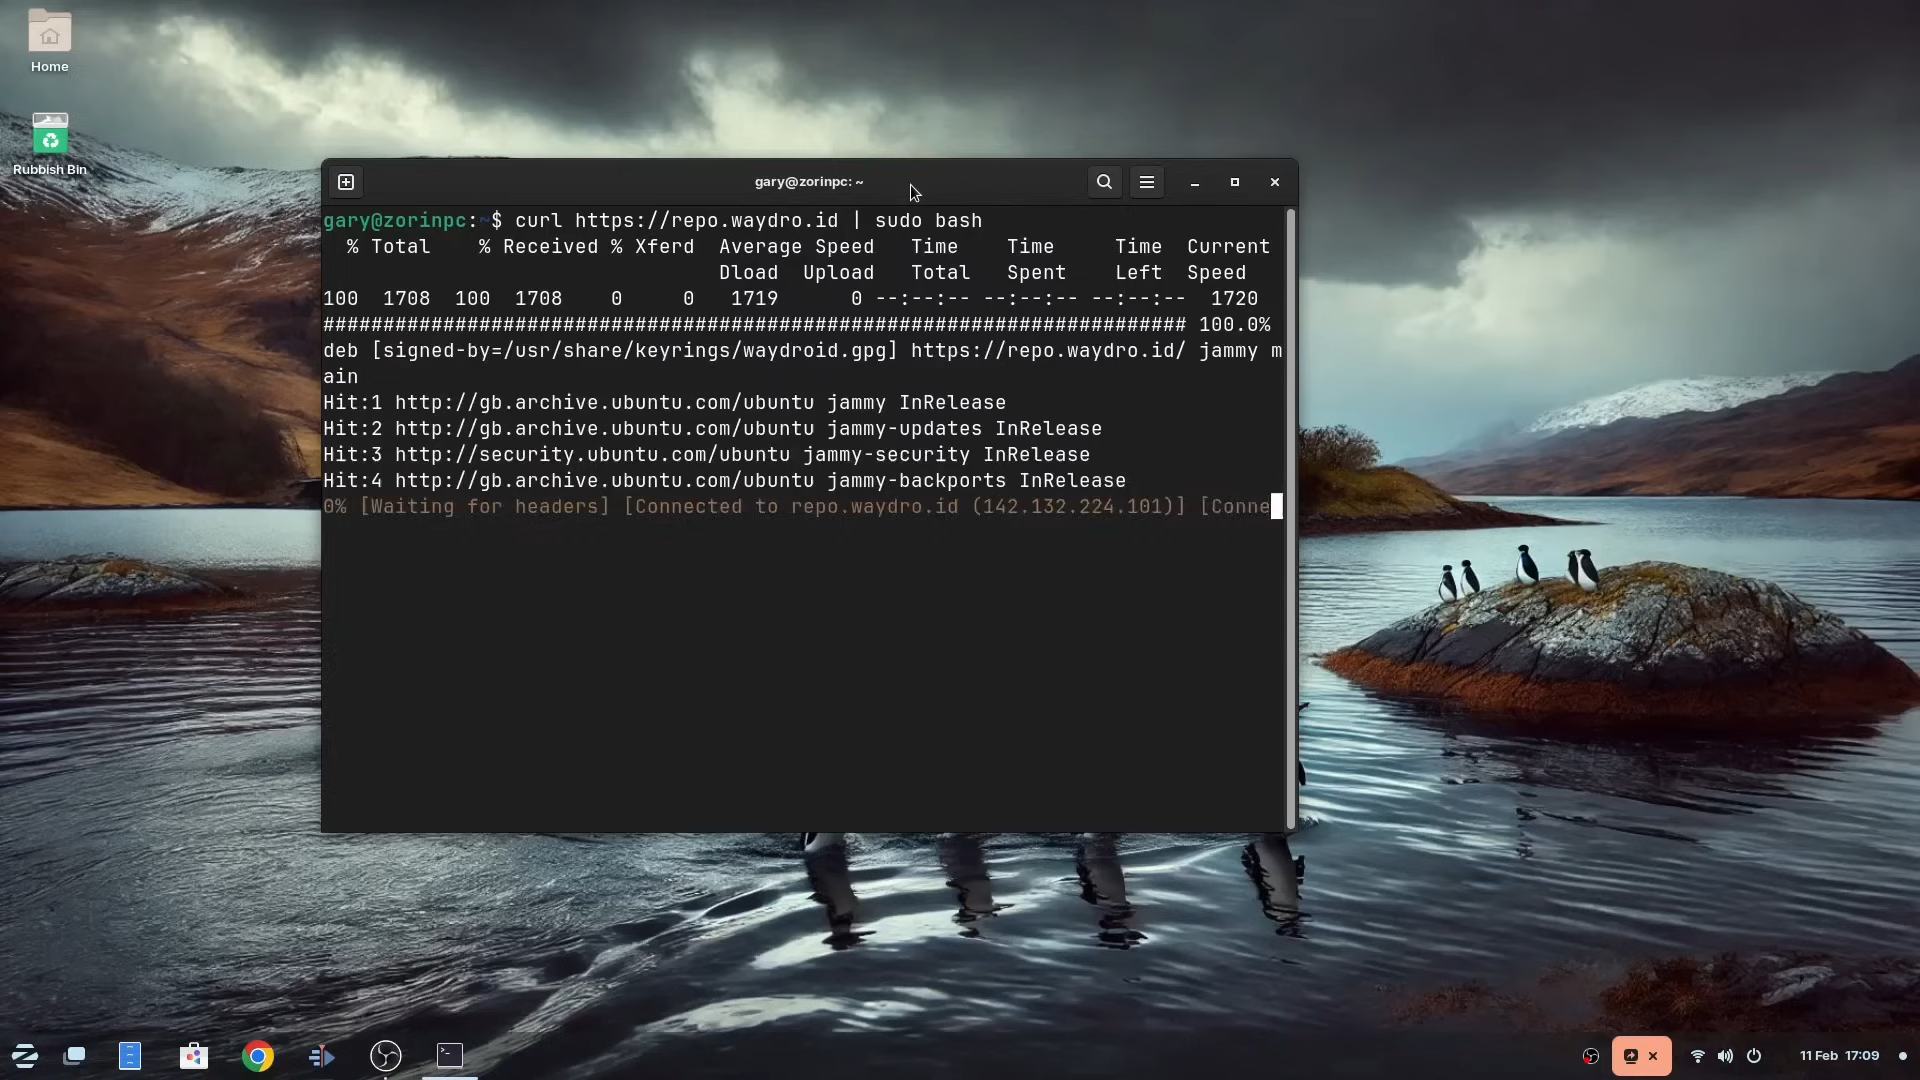 Home
Rubbish Bin
gary@zorinpc: ~
gary@zorinpc:~$ curl https://repo.waydro.id | sudo bash
% Total % Received % Xferd Average Speed Time Time Time Current
Dload Upload Total Spent Left Speed
100 1708 100 1708 0 0 1719 0 --:--:-- --:--:-- --:--:-- 1720
######################################################################## 100.0%
deb [signed-by=/usr/share/keyrings/waydroid.gpg] https://repo.waydro.id/ jammy m
ain
Hit:1 http://gb.archive.ubuntu.com/ubuntu jammy InRelease
Hit:2 http://gb.archive.ubuntu.com/ubuntu jammy-updates InRelease
Hit:3 http://security.ubuntu.com/ubuntu jammy-security InRelease
Hit:4 http://gb.archive.ubuntu.com/ubuntu jammy-backports InRelease
0% [Waiting for headers] [Connected to repo.waydro.id (142.132.224.101)] [Conne
11 Feb 17:09